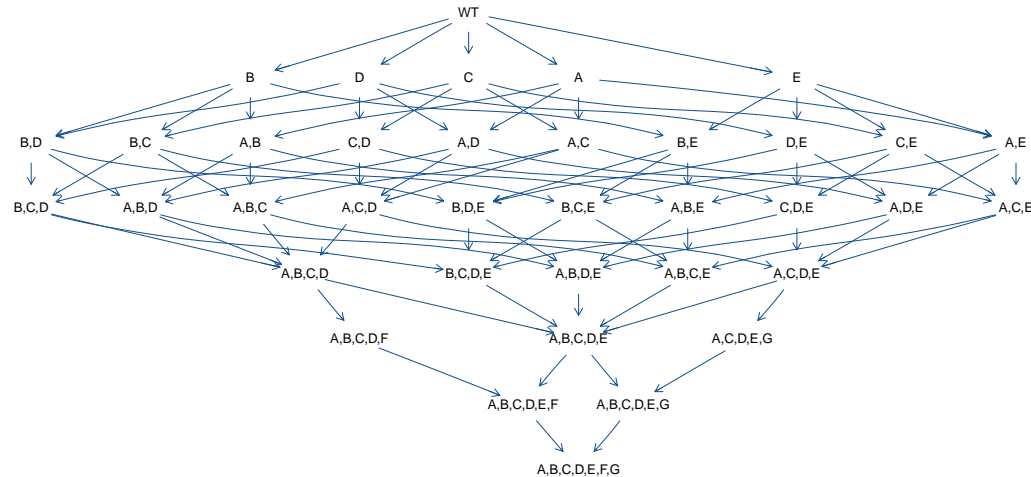 WT
B D C A E
B,D B,C A,B C,D A,D A,C B,E D,E C,E A,E
B,C,D A,B,D A,B,C A,C,D B,D,E B,C,E A,B,E C,D,E A,D,E A,C,E
A,B,C,D B,C,D,E A,B,D,E A,B,C,E A,C,D,E
A,B,C,D,F A,B,C,D,E A,C,D,E,G
A,B,C,D,E,F A,B,C,D,E,G
A,B,C,D,E,F,G